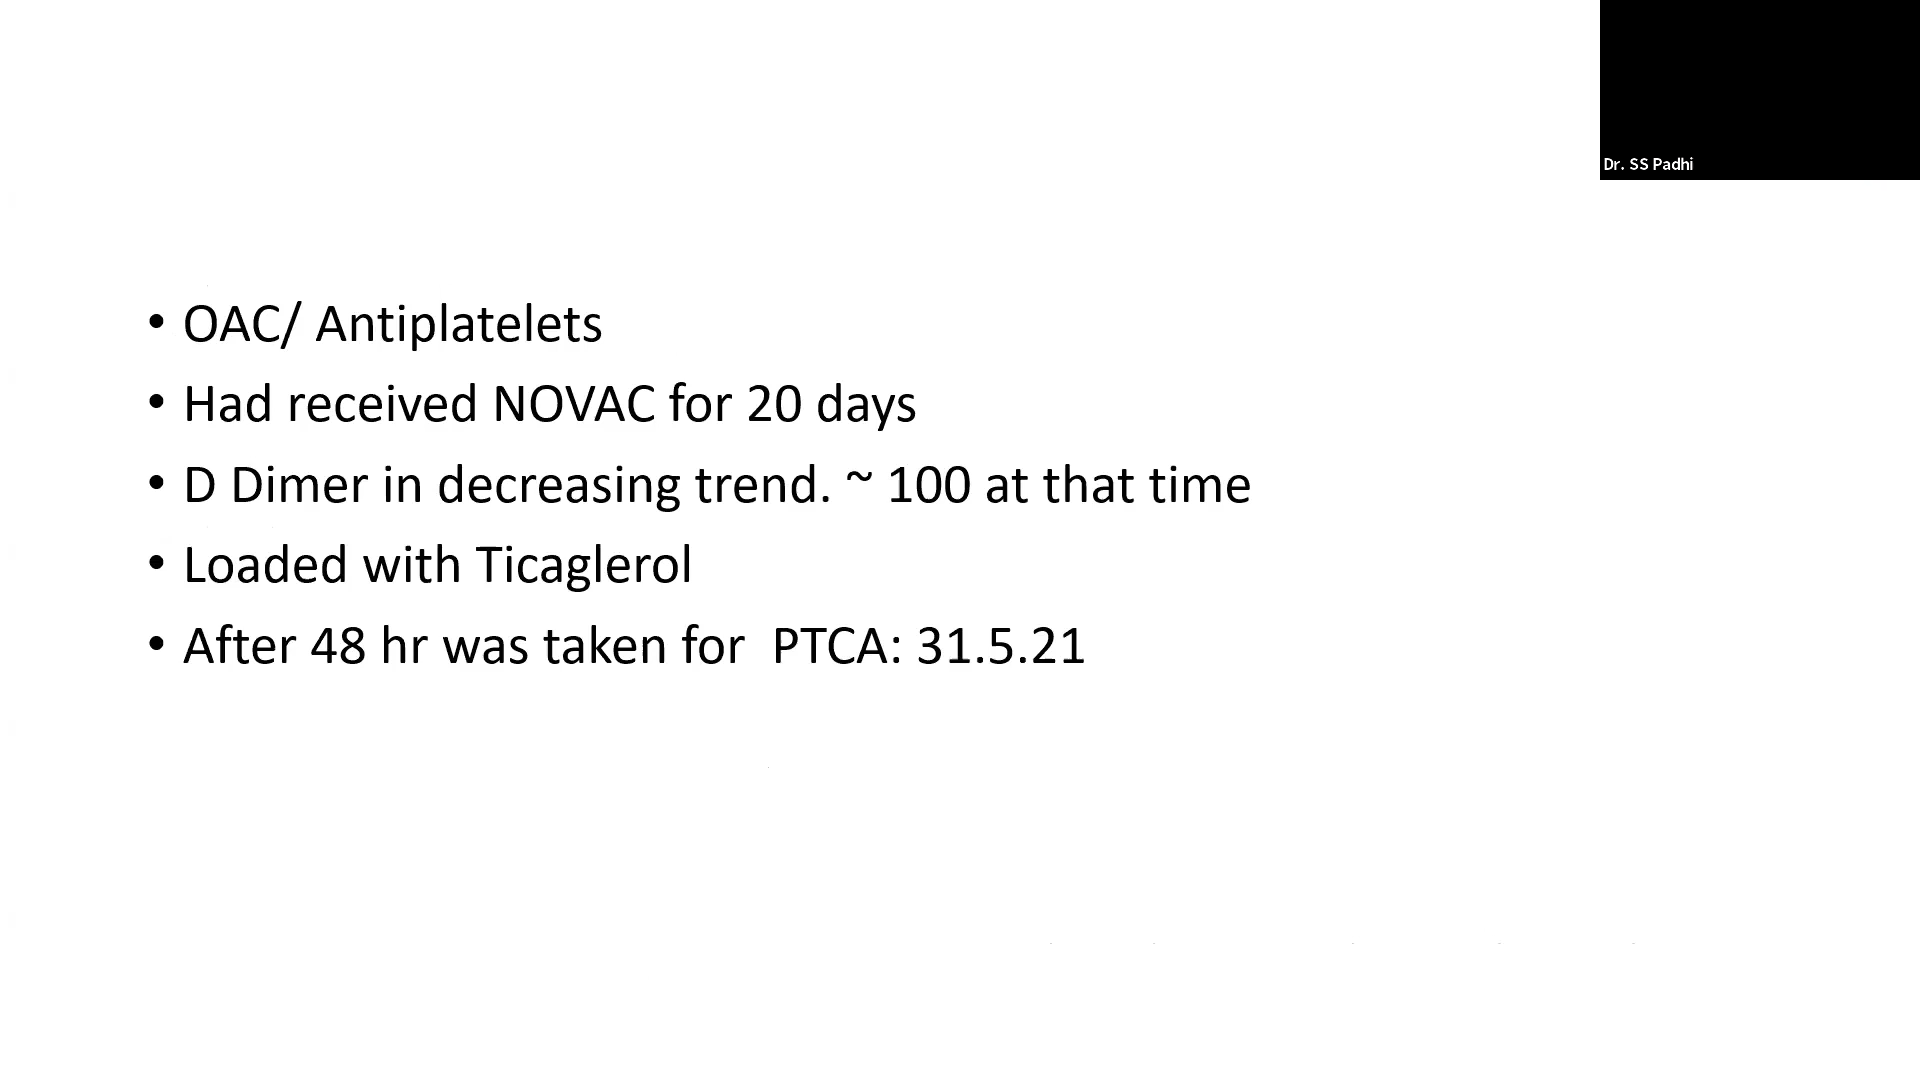 Dr. SS Padhi
• OAC/ Antiplatelets
• Had received NOVAC for 20 days
• D Dimer in decreasing trend. ~ 100 at that time
• Loaded with Ticaglerol
• After 48 hr was taken for  PTCA: 31.5.21